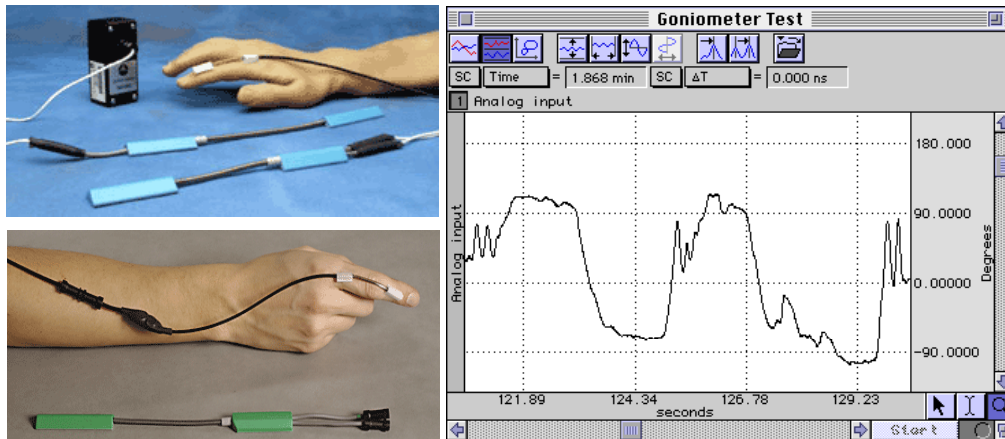 Goniometer Test
SC Time = 1.868 min SC ΔT = 0.000 ns
1 Analog input
180.000
90.0000
0.00000
-90.0000
Analog input
Degrees
121.89 124.34 126.78 129.23
seconds
Start